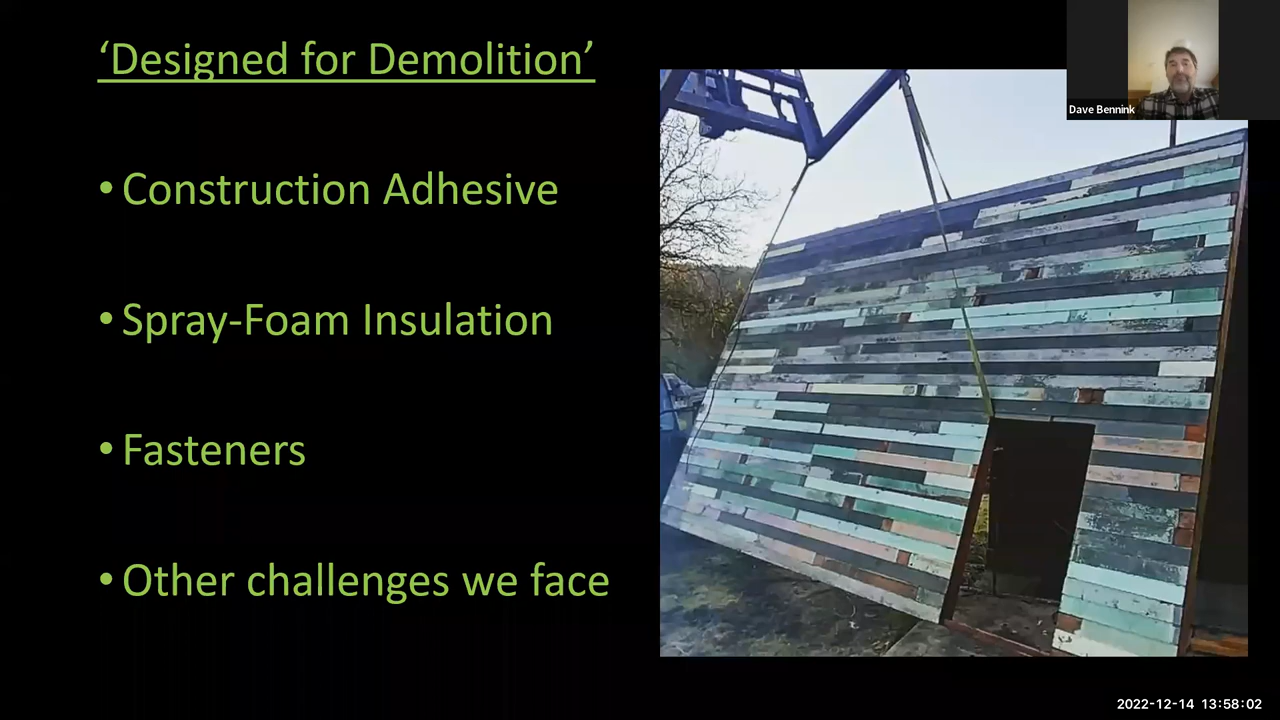 ‘Designed for Demolition’
• Construction Adhesive
• Spray-Foam Insulation
• Fasteners
• Other challenges we face
Dave Bennink
2022-12-14 13:58:02